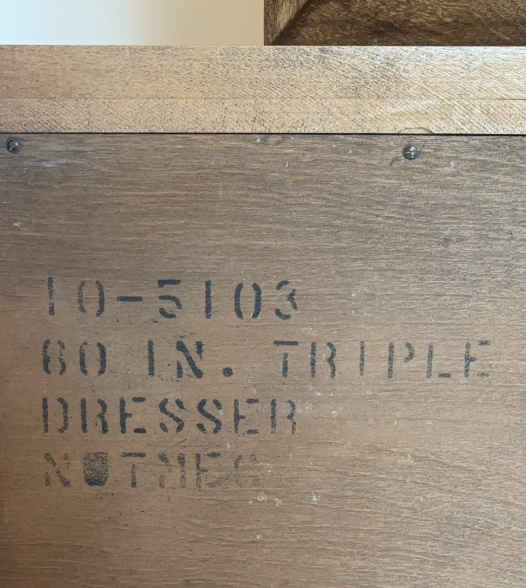 10-5103
60 IN. TRIPLE
DRESSER
NUTMEG